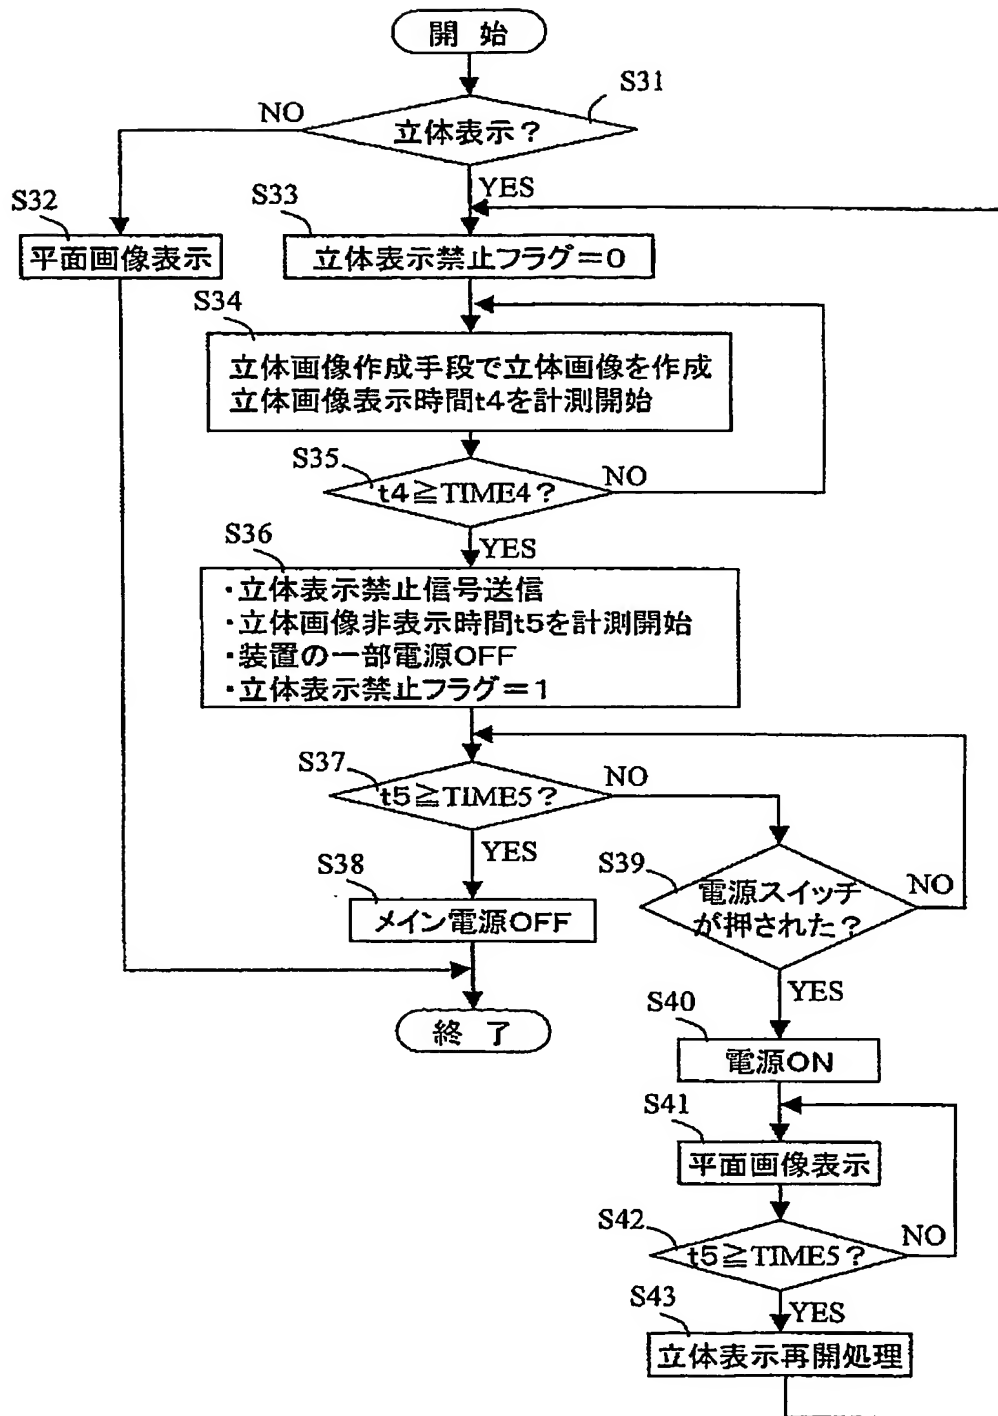 開 始
S31
立体表示？
NO
YES
S32
平面画像表示
S33
立体表示禁止フラグ＝0
S34
立体画像作成手段で立体画像を作成
立体画像表示時間t4を計測開始
S35
t4≧TIME4？
NO
YES
S36
・立体表示禁止信号送信
・立体画像非表示時間t5を計測開始
・装置の一部電源OFF
・立体表示禁止フラグ＝1
S37
t5≧TIME5？
NO
YES
S38
メイン電源OFF
終 了
S39
電源スイッチ
が押された？
NO
YES
S40
電源ON
S41
平面画像表示
S42
t5≧TIME5？
NO
YES
S43
立体表示再開処理